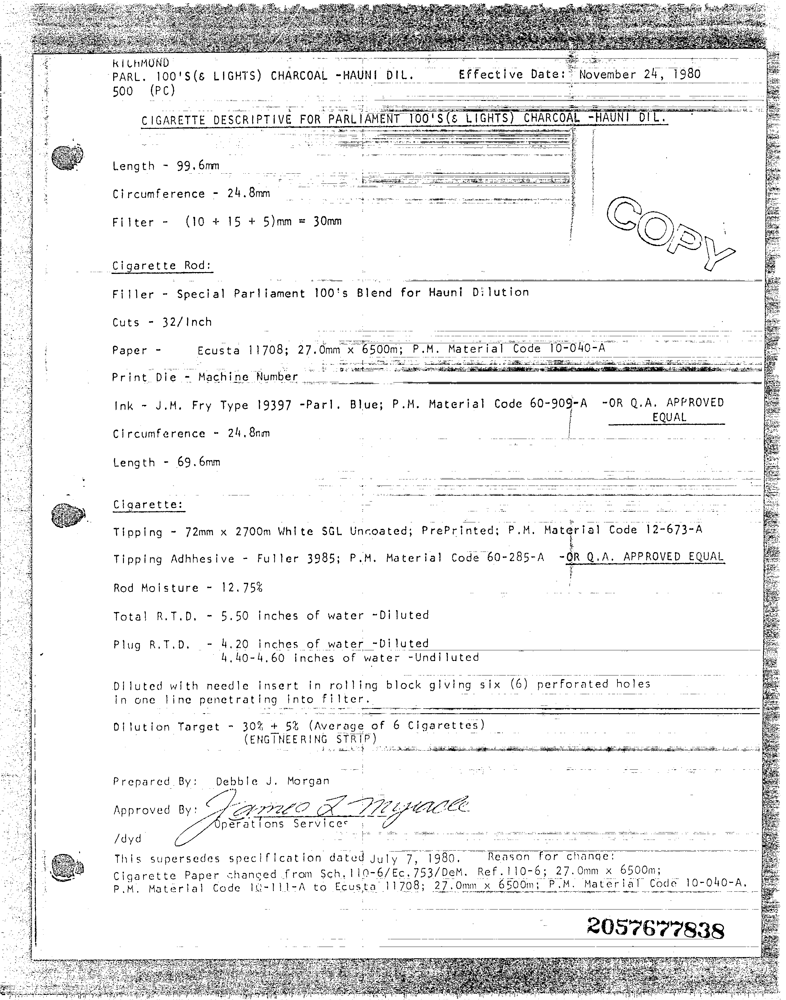 RICHMOND
PARL. 100'S(& LIGHTS) CHARCOAL -HAUNI DIL. Effective Date: November 24, 1980
500 (PC)
CIGARETTE DESCRIPTIVE FOR PARLIAMENT 100'S(& LIGHTS) CHARCOAL -HAUNI DIL.
Length - 99.6mm
Circumference - 24.8mm
Filter - (10 + 15 + 5)mm = 30mm
COPY
Cigarette Rod:
Filler - Special Parliament 100's Blend for Hauni Dilution
Cuts - 32/Inch
Paper - Ecusta 11708; 27.0mm x 6500m; P.M. Material Code 10-040-A
Print Die - Machine Number
Ink - J.M. Fry Type 19397 -Parl. Blue; P.M. Material Code 60-909-A -OR Q.A. APPROVED
EQUAL
Circumference - 24.8mm
Length - 69.6mm
Cigarette:
Tipping - 72mm x 2700m White SGL Uncoated; PrePrinted; P.M. Material Code 12-673-A
Tipping Adhhesive - Fuller 3985; P.M. Material Code 60-285-A -OR Q.A. APPROVED EQUAL
Rod Moisture - 12.75%
Total R.T.D. - 5.50 inches of water -Diluted
Plug R.T.D. - 4.20 inches of water -Diluted
4.40-4.60 inches of water -Undiluted
Diluted with needle insert in rolling block giving six (6) perforated holes
in one line penetrating into filter.
Dilution Target - 30% + 5% (Average of 6 Cigarettes)
(ENGINEERING STRIP)
Prepared By: Debbie J. Morgan
Approved By: James L Myracle
Operations Services
/dyd
This supersedes specification dated July 7, 1980. Reason for change:
Cigarette Paper changed from Sch.110-6/Ec.753/DeM. Ref.110-6; 27.0mm x 6500m;
P.M. Material Code 10-111-A to Ecusta 11708; 27.0mm x 6500m; P.M. Material Code 10-040-A.
2057677838